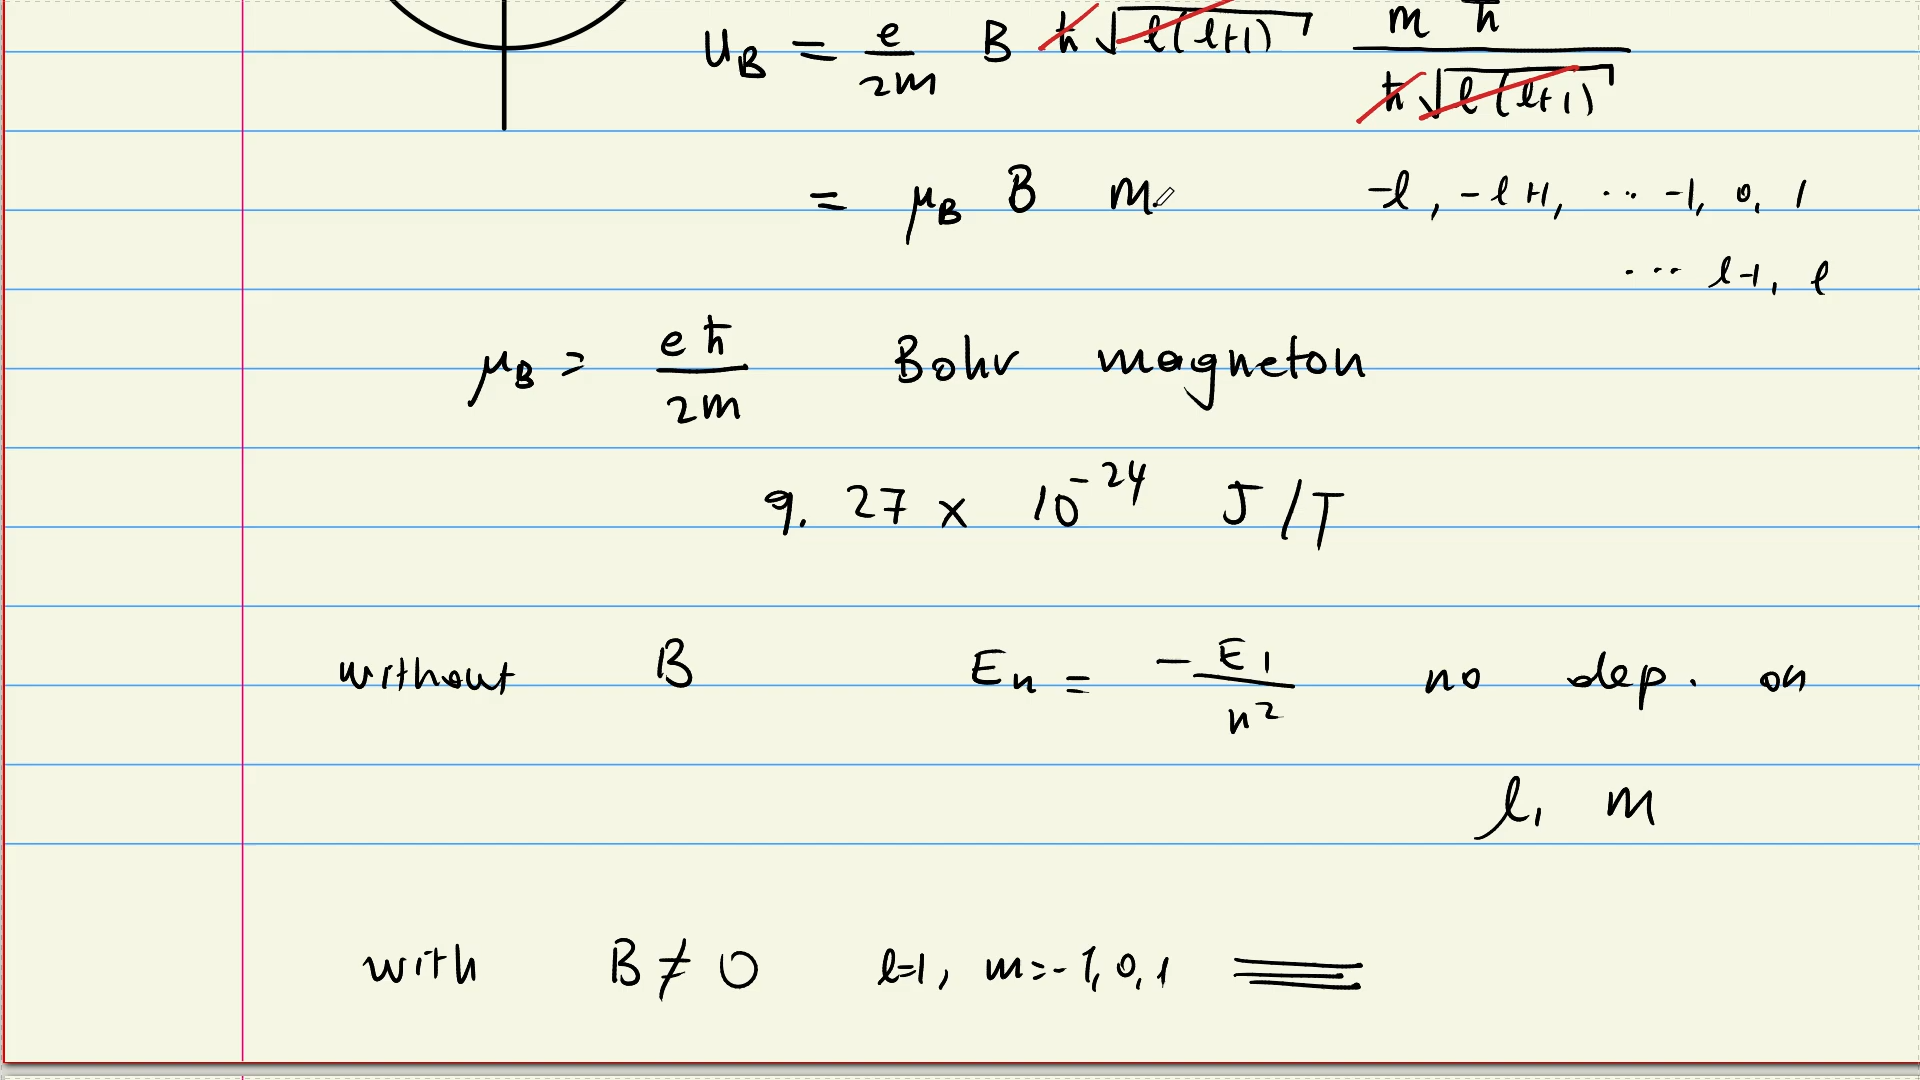 U_B = e/2m B ħ √l(l+1) m ħ / ħ √l(l+1)
= μ_B B m -l, -l+1, ... -1, 0, 1
... l-1, l
μ_B = eħ/2m Bohr magneton
9.27 × 10^-24 J/T
without B E_n = -E_1/n^2 no dep. on
l, m
with B ≠ 0 l=1, m=-1, 0, 1